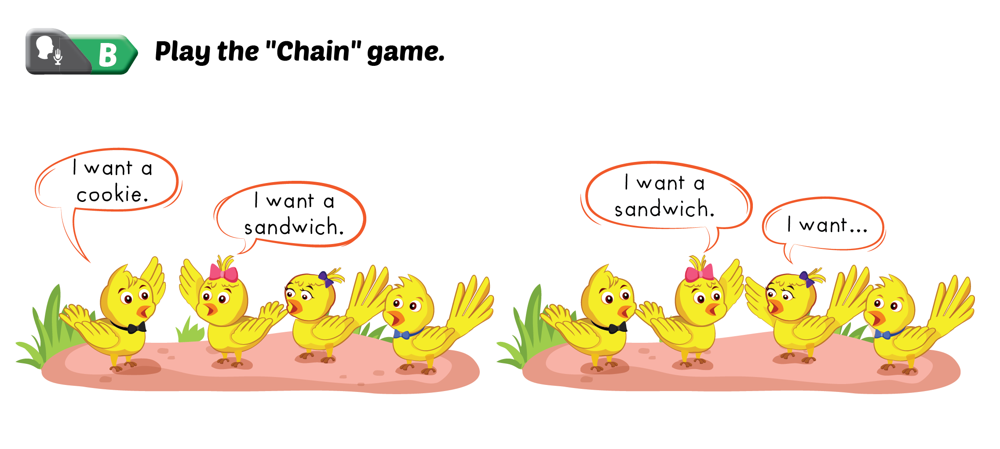 B
Play the "Chain" game.
I want a
cookie.
I want a
sandwich.
I want a
sandwich.
I want...